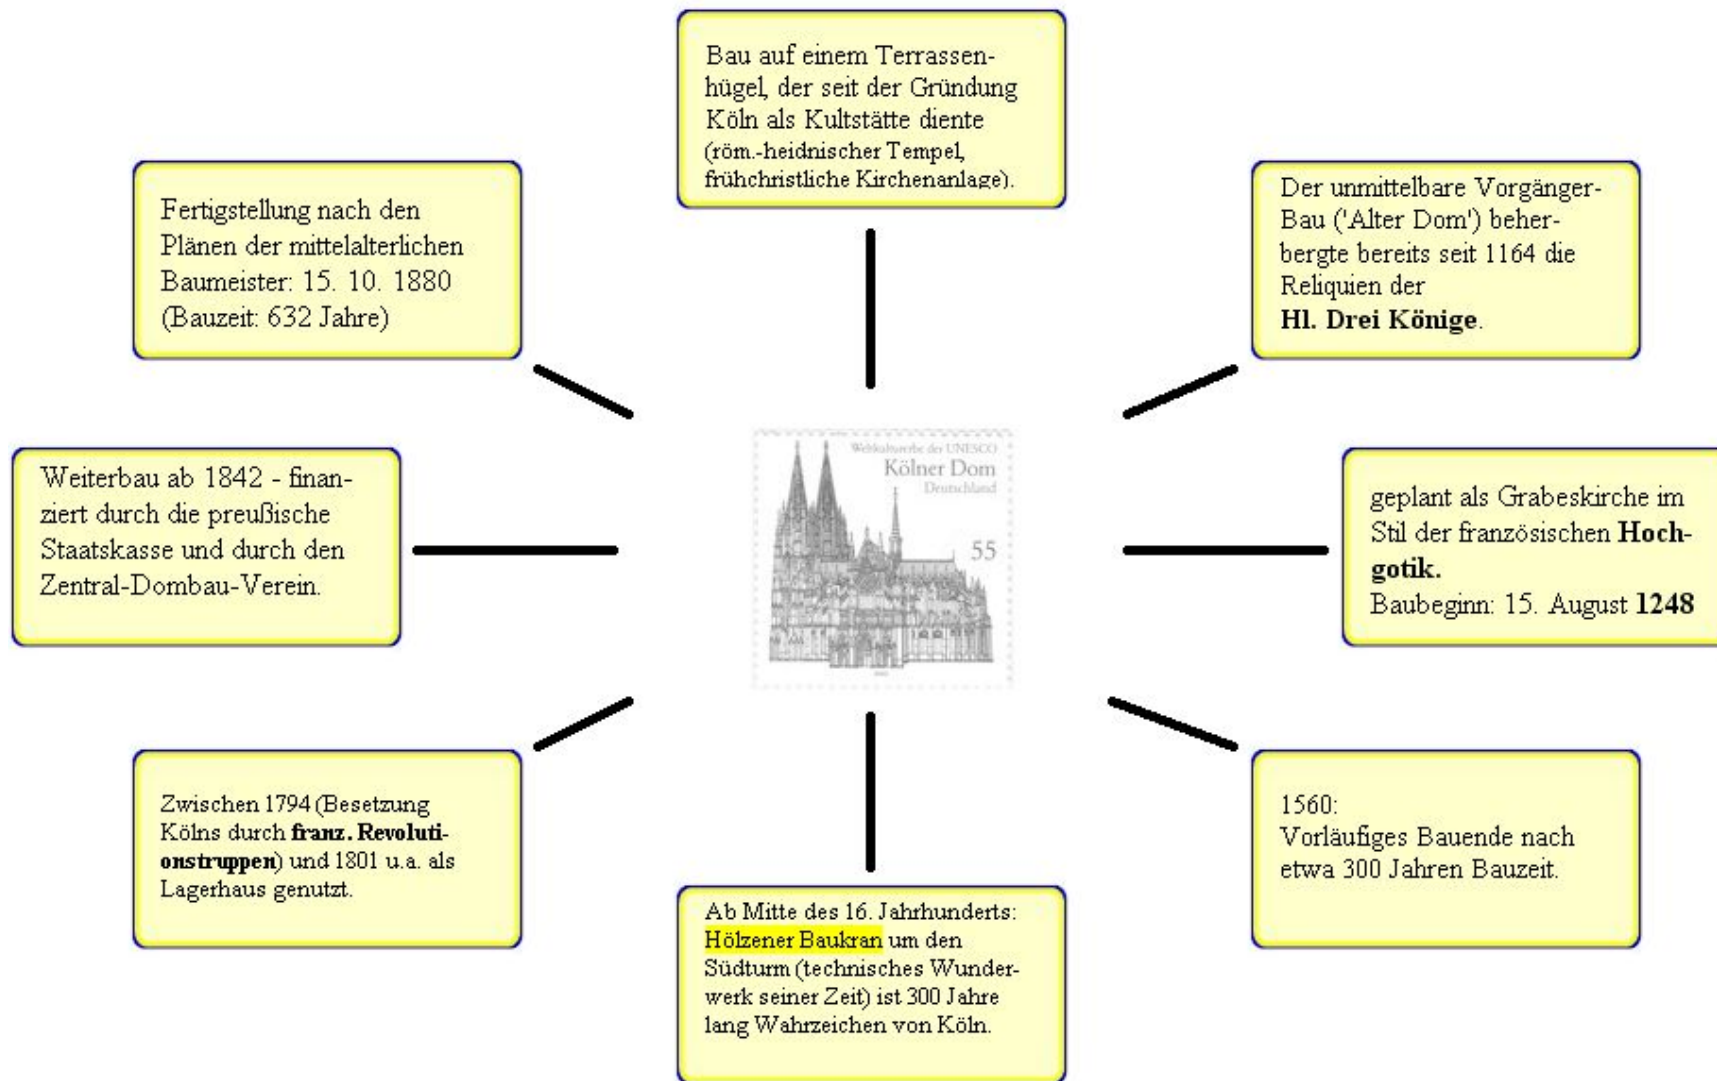 Bau auf einem Terrassen-
hügel, der seit der Gründung
Köln als Kultstätte diente
(röm.-heidnischer Tempel,
frühchristliche Kirchenanlage).
Der unmittelbare Vorgänger-
Bau ('Alter Dom') beher-
bergte bereits seit 1164 die
Reliquien der
Hl. Drei Könige.
geplant als Grabeskirche im
Stil der französischen Hoch-
gotik.
Baubeginn: 15. August 1248
1560:
Vorläufiges Bauende nach
etwa 300 Jahren Bauzeit.
Ab Mitte des 16. Jahrhunderts:
Hölzener Baukran um den
Südturm (technisches Wunder-
werk seiner Zeit) ist 300 Jahre
lang Wahrzeichen von Köln.
Zwischen 1794 (Besetzung
Kölns durch franz. Revoluti-
onstruppen) und 1801 u.a. als
Lagerhaus genutzt.
Weiterbau ab 1842 - finan-
ziert durch die preußische
Staatskasse und durch den
Zentral-Dombau-Verein.
Fertigstellung nach den
Plänen der mittelalterlichen
Baumeister: 15. 10. 1880
(Bauzeit: 632 Jahre)
Weltkulturerbe der UNESCO
Kölner Dom
Deutschland
55